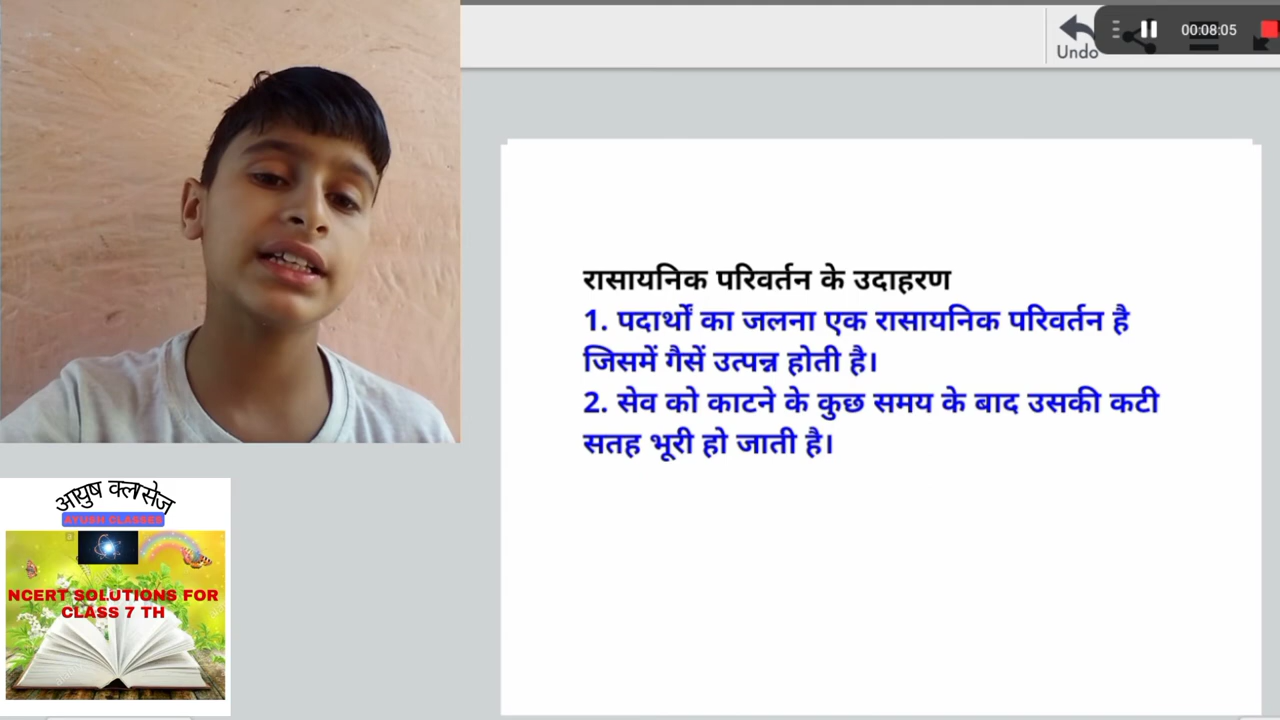 Undo
00:08:05
रासायनिक परिवर्तन के उदाहरण
1. पदार्थों का जलना एक रासायनिक परिवर्तन है
जिसमें गैसें उत्पन्न होती है।
2. सेव को काटने के कुछ समय के बाद उसकी कटी
सतह भूरी हो जाती है।
आयुष क्लासेज
AYUSH CLASSES
NCERT SOLUTIONS FOR
CLASS 7 TH